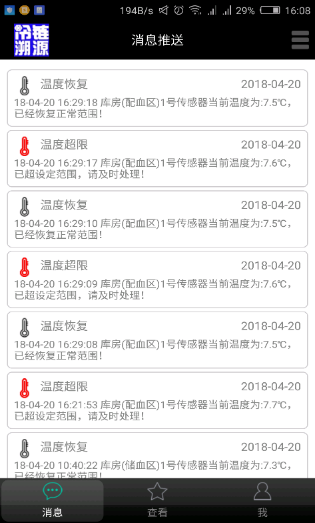 194B/s 29% 16:08
冷链
溯源
消息推送
温度恢复 2018-04-20
18-04-20 16:29:18 库房(配血区)1号传感器当前温度为:7.5℃，
已经恢复正常范围！
温度超限 2018-04-20
18-04-20 16:29:17 库房(配血区)1号传感器当前温度为:7.6℃，
已超设定范围，请及时处理！
温度恢复 2018-04-20
18-04-20 16:29:10 库房(配血区)1号传感器当前温度为:7.5℃，
已经恢复正常范围！
温度超限 2018-04-20
18-04-20 16:29:09 库房(配血区)1号传感器当前温度为:7.6℃，
已超设定范围，请及时处理！
温度恢复 2018-04-20
18-04-20 16:29:08 库房(配血区)1号传感器当前温度为:7.5℃，
已经恢复正常范围！
温度超限 2018-04-20
18-04-20 16:21:53 库房(配血区)1号传感器当前温度为:7.7℃，
已超设定范围，请及时处理！
温度恢复 2018-04-20
18-04-20 10:40:22 库房(储血区)1号传感器当前温度为:7.3℃，
消息 查看 我